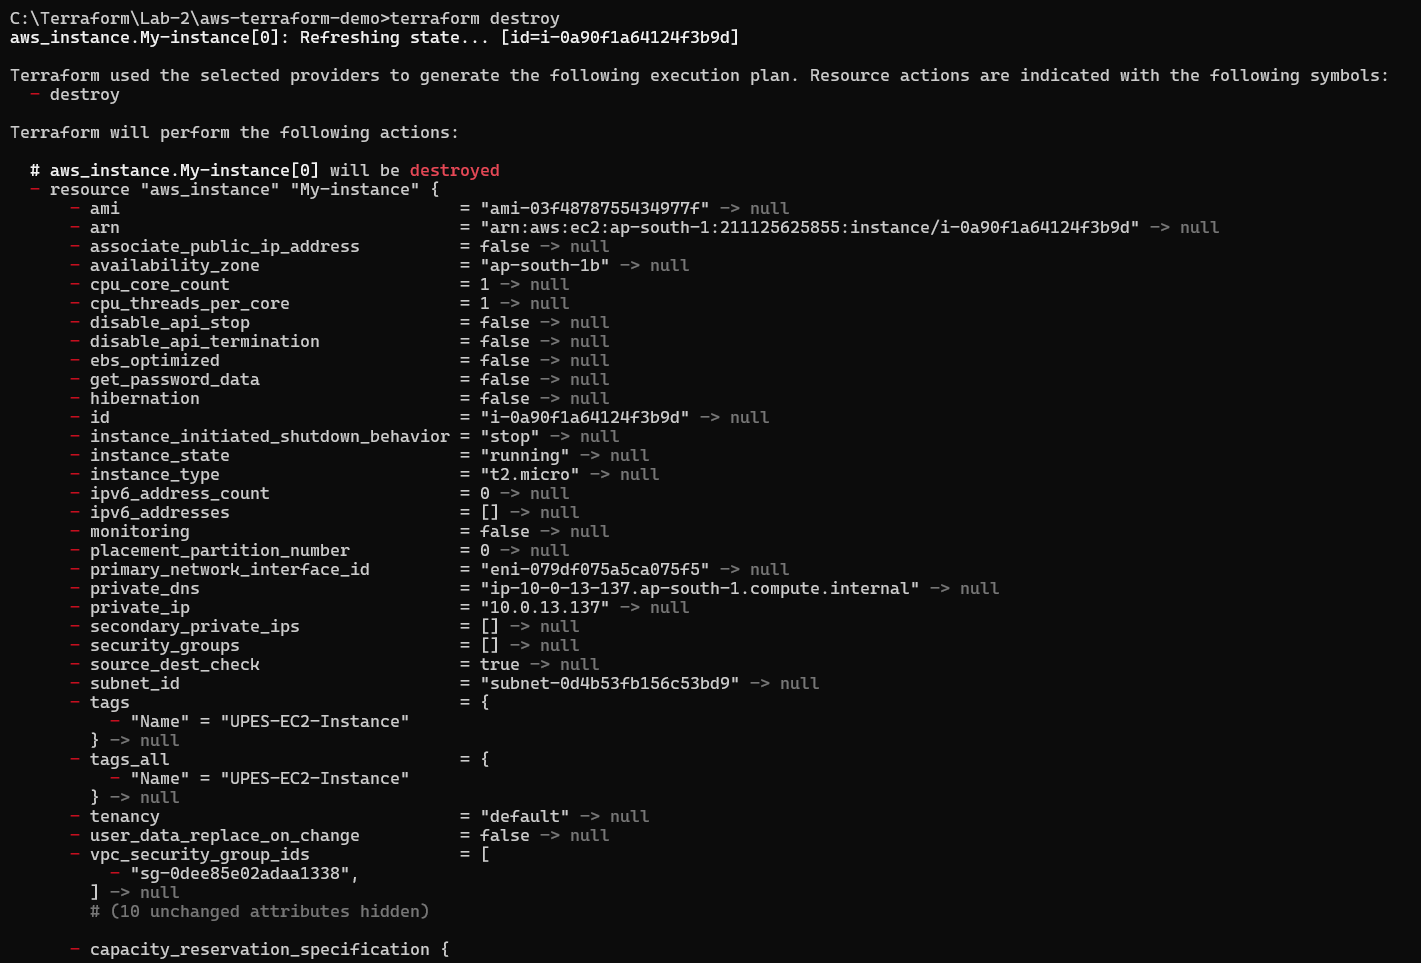 C:\Terraform\Lab-2\aws-terraform-demo>terraform destroy
aws_instance.My-instance[0]: Refreshing state... [id=i-0a90f1a64124f3b9d]
Terraform used the selected providers to generate the following execution plan. Resource actions are indicated with the following symbols:
- destroy
Terraform will perform the following actions:
# aws_instance.My-instance[0] will be destroyed
- resource "aws_instance" "My-instance" {
- ami = "ami-03f4878755434977f" -> null
- arn = "arn:aws:ec2:ap-south-1:211125625855:instance/i-0a90f1a64124f3b9d" -> null
- associate_public_ip_address = false -> null
- availability_zone = "ap-south-1b" -> null
- cpu_core_count = 1 -> null
- cpu_threads_per_core = 1 -> null
- disable_api_stop = false -> null
- disable_api_termination = false -> null
- ebs_optimized = false -> null
- get_password_data = false -> null
- hibernation = false -> null
- id = "i-0a90f1a64124f3b9d" -> null
- instance_initiated_shutdown_behavior = "stop" -> null
- instance_state = "running" -> null
- instance_type = "t2.micro" -> null
- ipv6_address_count = 0 -> null
- ipv6_addresses = [] -> null
- monitoring = false -> null
- placement_partition_number = 0 -> null
- primary_network_interface_id = "eni-079df075a5ca075f5" -> null
- private_dns = "ip-10-0-13-137.ap-south-1.compute.internal" -> null
- private_ip = "10.0.13.137" -> null
- secondary_private_ips = [] -> null
- security_groups = [] -> null
- source_dest_check = true -> null
- subnet_id = "subnet-0d4b53fb156c53bd9" -> null
- tags = {
- "Name" = "UPES-EC2-Instance"
} -> null
- tags_all = {
- "Name" = "UPES-EC2-Instance"
} -> null
- tenancy = "default" -> null
- user_data_replace_on_change = false -> null
- vpc_security_group_ids = [
- "sg-0dee85e02adaa1338",
] -> null
# (10 unchanged attributes hidden)
- capacity_reservation_specification {